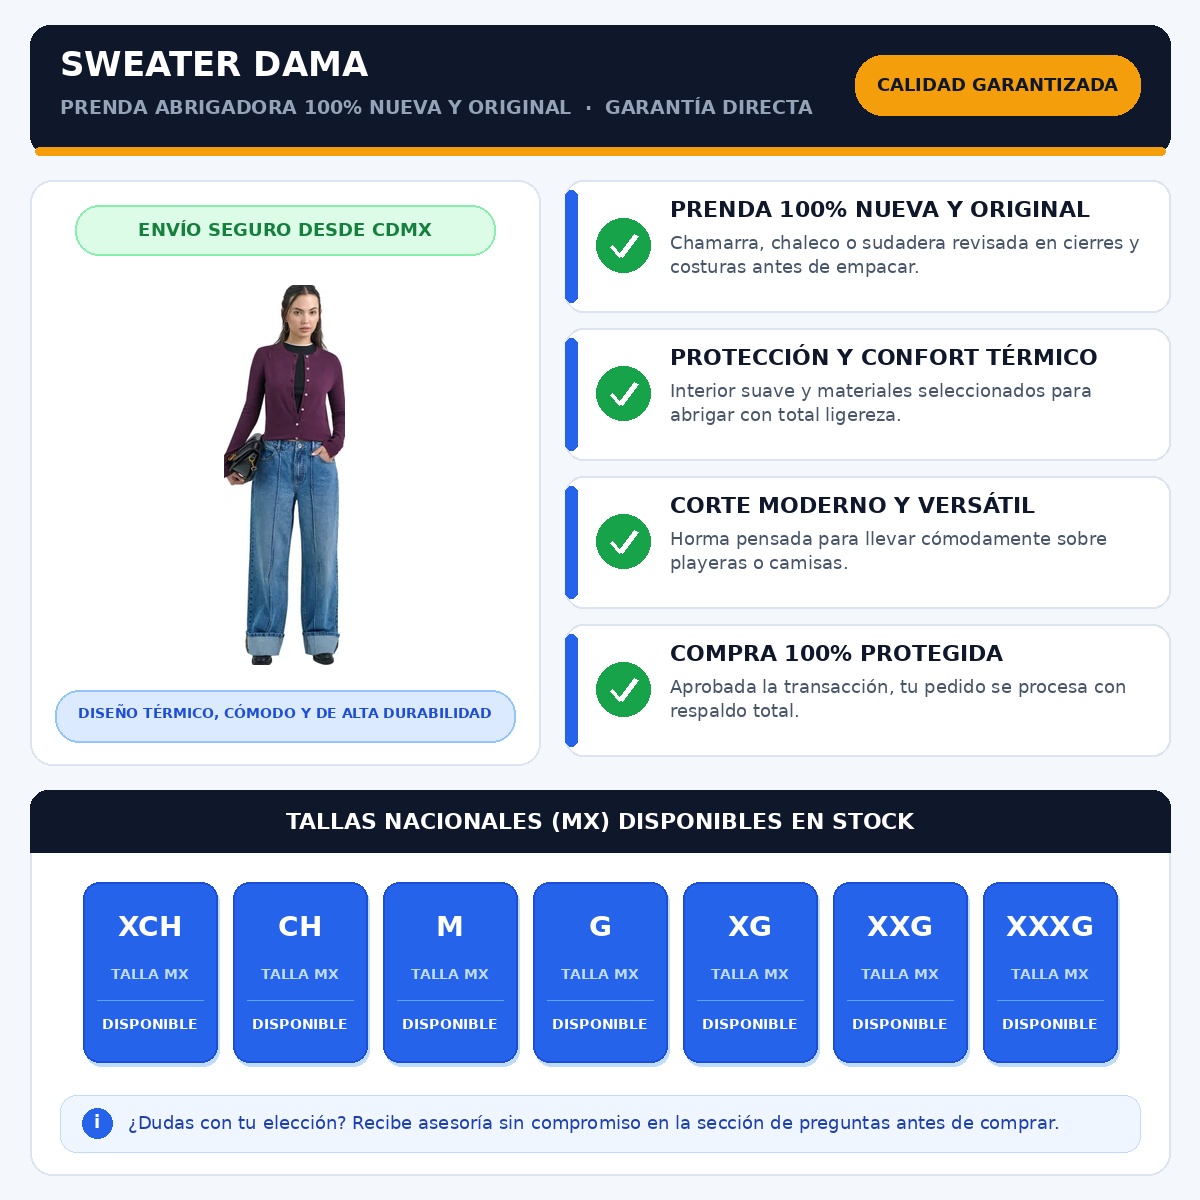 SWEATER DAMA
PRENDA ABRIGADORA 100% NUEVA Y ORIGINAL · GARANTÍA DIRECTA
CALIDAD GARANTIZADA
ENVÍO SEGURO DESDE CDMX
DISEÑO TÉRMICO, CÓMODO Y DE ALTA DURABILIDAD
PRENDA 100% NUEVA Y ORIGINAL
Chamarra, chaleco o sudadera revisada en cierres y
costuras antes de empacar.
PROTECCIÓN Y CONFORT TÉRMICO
Interior suave y materiales seleccionados para
abrigar con total ligereza.
CORTE MODERNO Y VERSÁTIL
Horma pensada para llevar cómodamente sobre
playeras o camisas.
COMPRA 100% PROTEGIDA
Aprobada la transacción, tu pedido se procesa con
respaldo total.
TALLAS NACIONALES (MX) DISPONIBLES EN STOCK
XCH
TALLA MX
DISPONIBLE
CH
TALLA MX
DISPONIBLE
M
TALLA MX
DISPONIBLE
G
TALLA MX
DISPONIBLE
XG
TALLA MX
DISPONIBLE
XXG
TALLA MX
DISPONIBLE
XXXG
TALLA MX
DISPONIBLE
i ¿Dudas con tu elección? Recibe asesoría sin compromiso en la sección de preguntas antes de comprar.